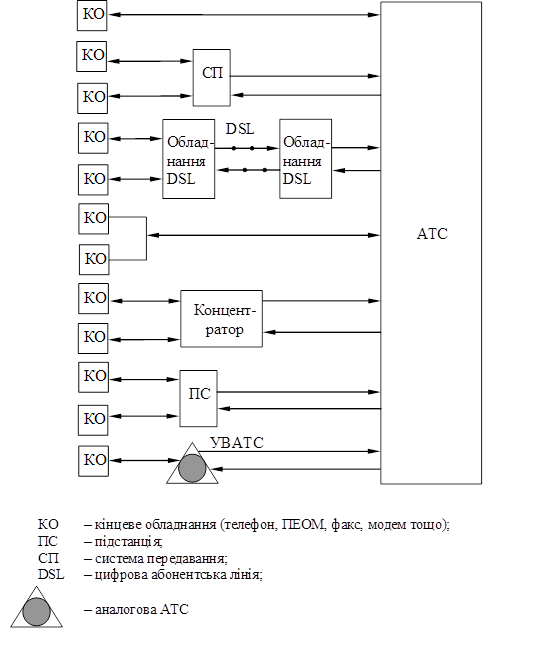 КО
КО
СП
КО
КО
DSL
Облад-
нання
DSL
Облад-
нання
DSL
КО
КО
АТС
КО
КО
Концент-
ратор
КО
КО
ПС
КО
УВАТС
КО
КО – кінцеве обладнання (телефон, ПЕОМ, факс, модем тощо);
ПС – підстанція;
СП – система передавання;
DSL – цифрова абонентська лінія;
– аналогова АТС